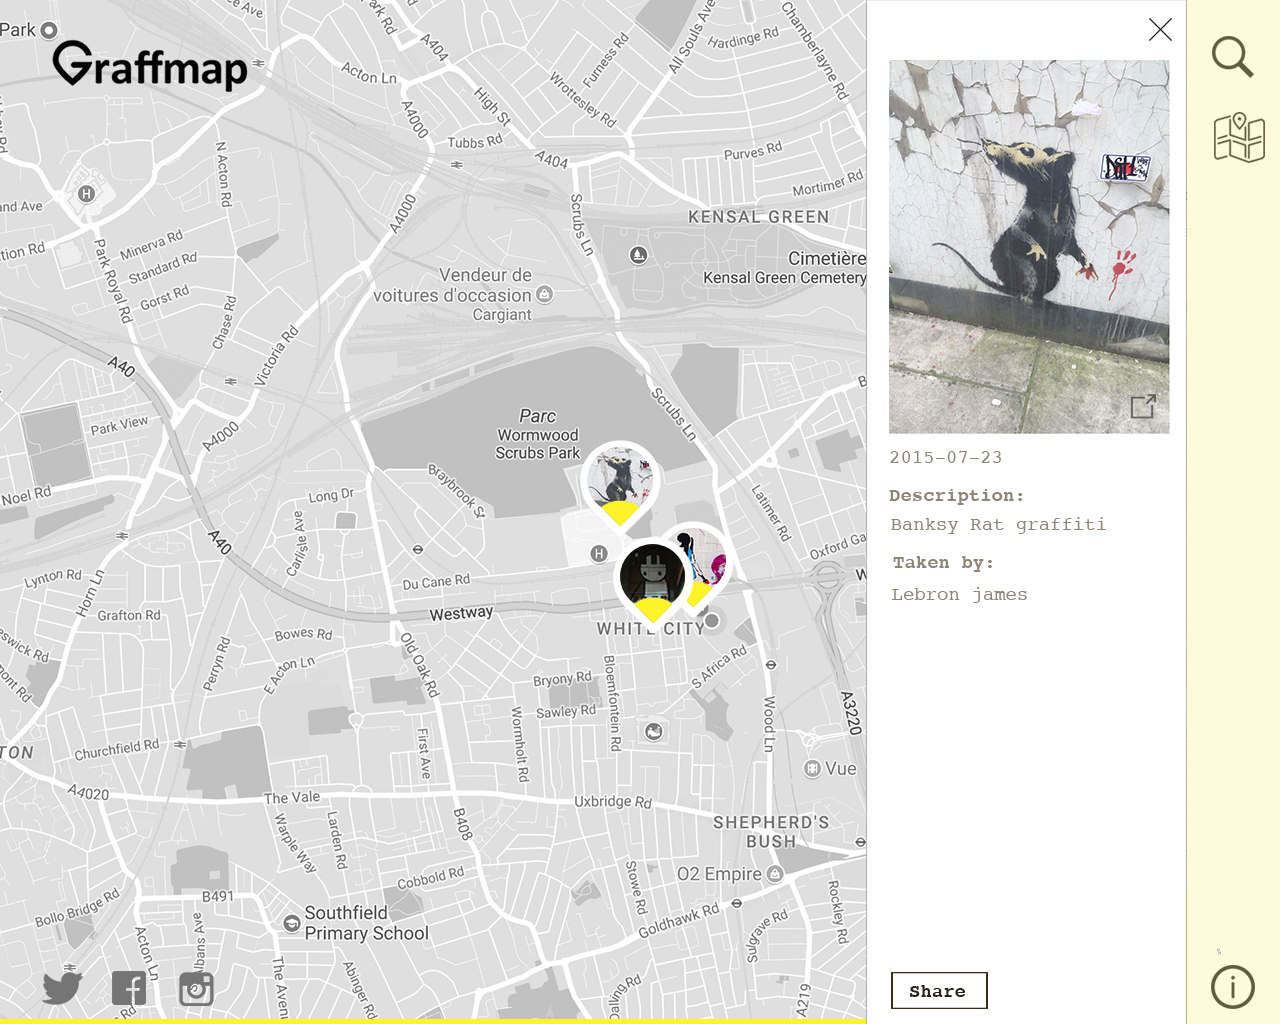 Graffmap
Park
Acton Ln
A404
High St
A4000
Tubbs Rd
A404
Furness Rd
Wottesley Rd
All Souls Ave
Hardinge Rd
Chamberlayne Rd
Purves Rd
Mortimer Rd
KENSAL GREEN
Cimetière
Kensal Green Cemetery
Scrubs Ln
N Acton Rd
A4000
Park Royal Rd
Minerva Rd
Standard Rd
Gorst Rd
Chase Rd
Victoria Rd
Vendeur de
voitures d'occasion
Cargiant
A40
Park View
A4000
Noel Rd
Parc
Wormwood
Scrubs Park
Scrubs Ln
Braybrook St
Long Dr
Carlisle Ave
A40
Latimer Rd
Oxford Ga
Du Cane Rd
Westway
WHITE CITY
Lynton Rd
Horn Ln
Grafton Rd
Perryn Rd
Bowes Rd
E Acton Ln
Old Oak Rd
Bryony Rd
Sawley Rd
Bloemfontein Rd
Wormholt Rd
S Africa Rd
Wood Ln
A3220
Vue
TON
Churchfield Rd
First Ave
A4020
The Vale
Uxbridge Rd
B408
SHEPHERD'S
BUSH
Warple Way
Larden Rd
Cobbold Rd
O2 Empire
Stowe Rd
Goldhawk Rd
Sulgrave Rd
Rockley Rd
B491
Bollo Bridge Rd
Acton Ln
Southfield
Primary School
Abinger Rd
A219
2015-07-23
Description:
Banksy Rat graffiti
Taken by:
Lebron james
Share